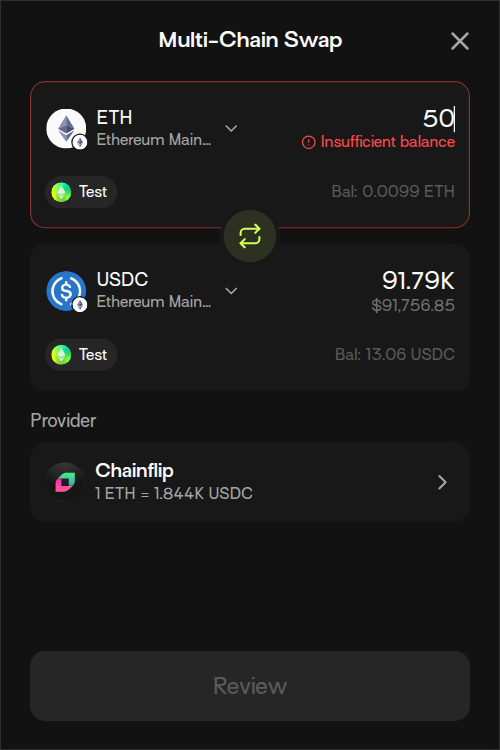 Multi-Chain Swap
ETH
50
Ethereum Main...
Insufficient balance
Test
Bal: 0.0099 ETH
USDC
91.79K
Ethereum Main...
$91,756.85
Test
Bal: 13.06 USDC
Provider
Chainflip
1 ETH = 1.844K USDC
Review